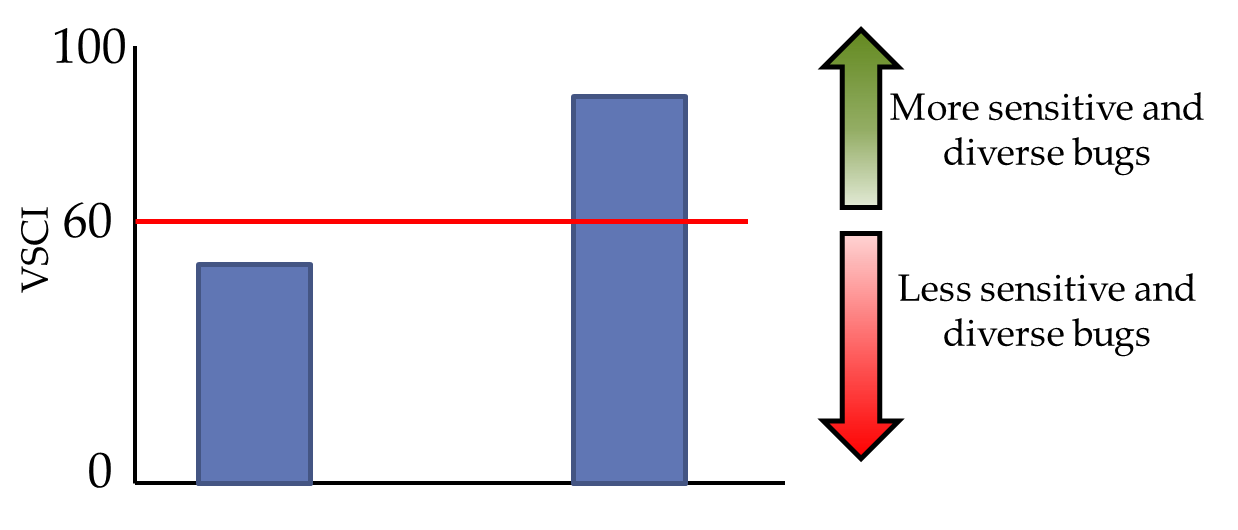 100
60
0
VSCI
More sensitive and
diverse bugs
Less sensitive and
diverse bugs